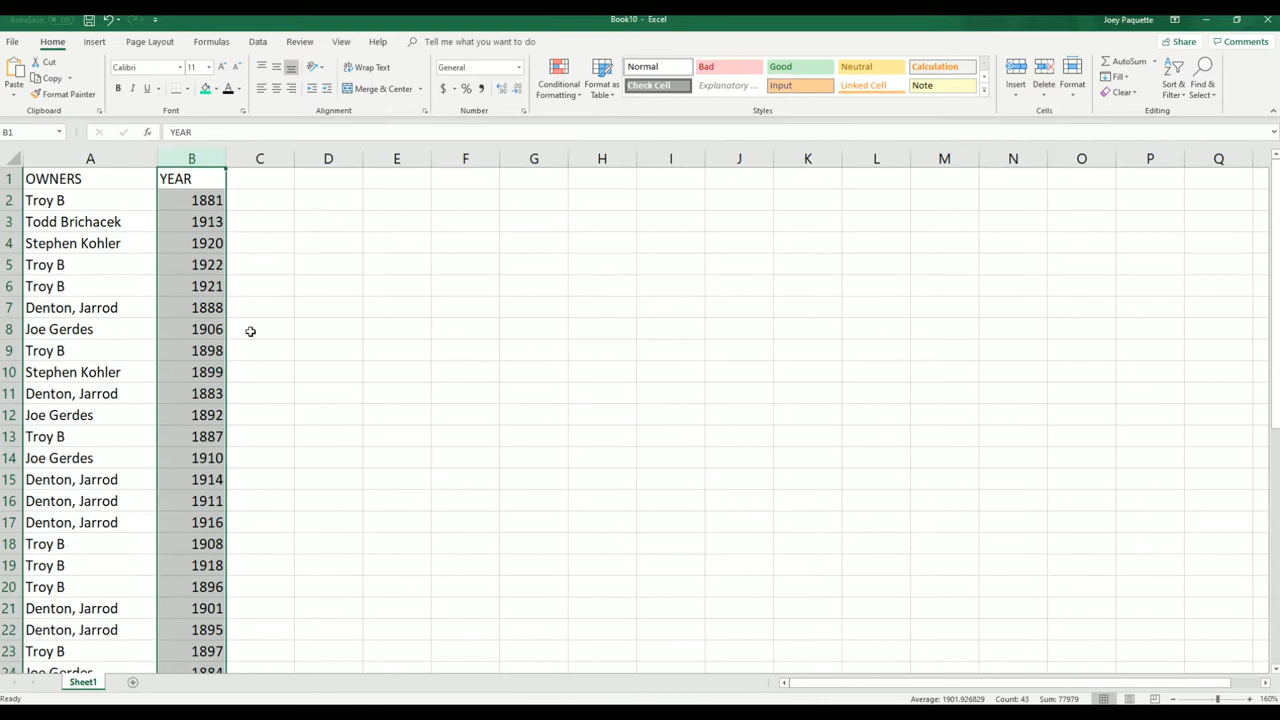 AutoSave Off
Book10 - Excel
Joey Paquette
File Home Insert Page Layout Formulas Data Review View Help Tell me what you want to do Share Comments
Paste
Cut
Copy
Format Painter
Clipboard
Calibri 11
B I U
Font
Wrap Text
Merge & Center
Alignment
General
$ % ,
Number
Conditional Formatting
Format as Table
Normal Bad Good Neutral Calculation
Check Cell Explanatory ... Input Linked Cell Note
Styles
Insert Delete Format
Cells
AutoSum
Fill
Clear
Sort & Filter
Find & Select
Editing
B1 fx YEAR
A B C D E F G H I J K L M N O P Q
1 OWNERS YEAR
2 Troy B 1881
3 Todd Brichacek 1913
4 Stephen Kohler 1920
5 Troy B 1922
6 Troy B 1921
7 Denton, Jarrod 1888
8 Joe Gerdes 1906
9 Troy B 1898
10 Stephen Kohler 1899
11 Denton, Jarrod 1883
12 Joe Gerdes 1892
13 Troy B 1887
14 Joe Gerdes 1910
15 Denton, Jarrod 1914
16 Denton, Jarrod 1911
17 Denton, Jarrod 1916
18 Troy B 1908
19 Troy B 1918
20 Troy B 1896
21 Denton, Jarrod 1901
22 Denton, Jarrod 1895
23 Troy B 1897
24 Joe Gerdes 1884
Sheet1
Ready Average: 1901.926829 Count: 43 Sum: 77979 160%